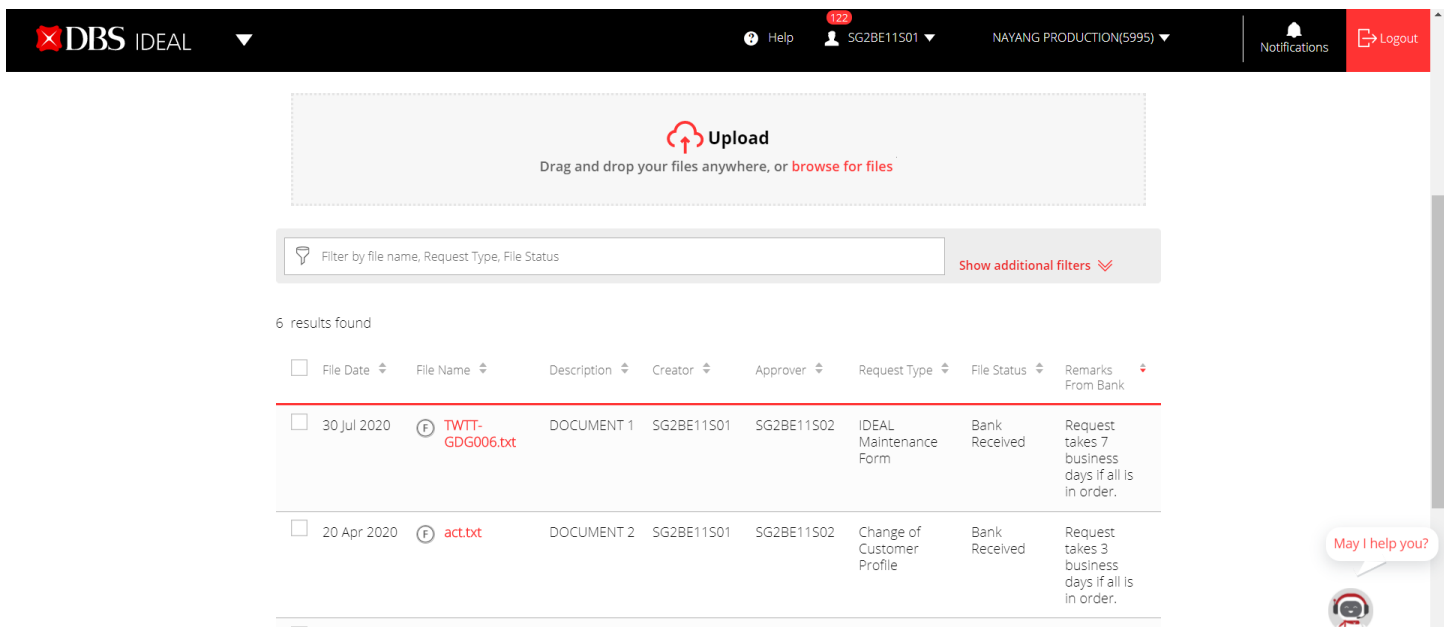 122
DBS IDEAL
Help
SG2BE11S01
NAYANG PRODUCTION(5995)
Notifications
Logout
Upload
Drag and drop your files anywhere, or browse for files
Filter by file name, Request Type, File Status
Show additional filters
6 results found
File Date
File Name
Description
Creator
Approver
Request Type
File Status
Remarks
From Bank
30 Jul 2020
F
TWTT-
GDG006.txt
DOCUMENT 1
SG2BE11S01
SG2BE11S02
IDEAL
Maintenance
Form
Bank
Received
Request
takes 7
business
days if all is
in order.
20 Apr 2020
F
act.txt
DOCUMENT 2
SG2BE11S01
SG2BE11S02
Change of
Customer
Profile
Bank
Received
Request
takes 3
business
days if all is
in order.
May I help you?